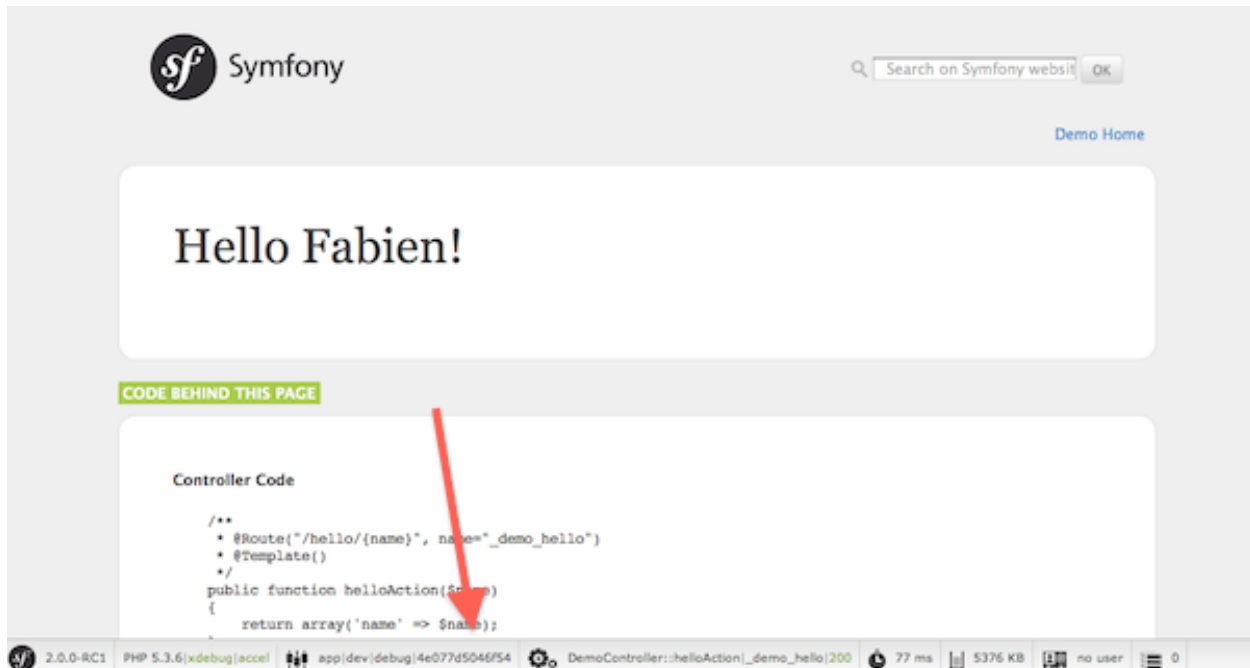 sf Symfony
Search on Symfony websit OK
Demo Home
Hello Fabien!
CODE BEHIND THIS PAGE
Controller Code
/**
* @Route("/hello/{name}", name="_demo_hello")
* @Template()
*/
public function helloAction($name)
{
return array('name' => $name);
sf 2.0.0-RC1 PHP 5.3.6|xdebug|accel app|dev|debug|4e077d5046f54 DemoController::helloAction|_demo_hello|200 77 ms 5376 KB no user 0